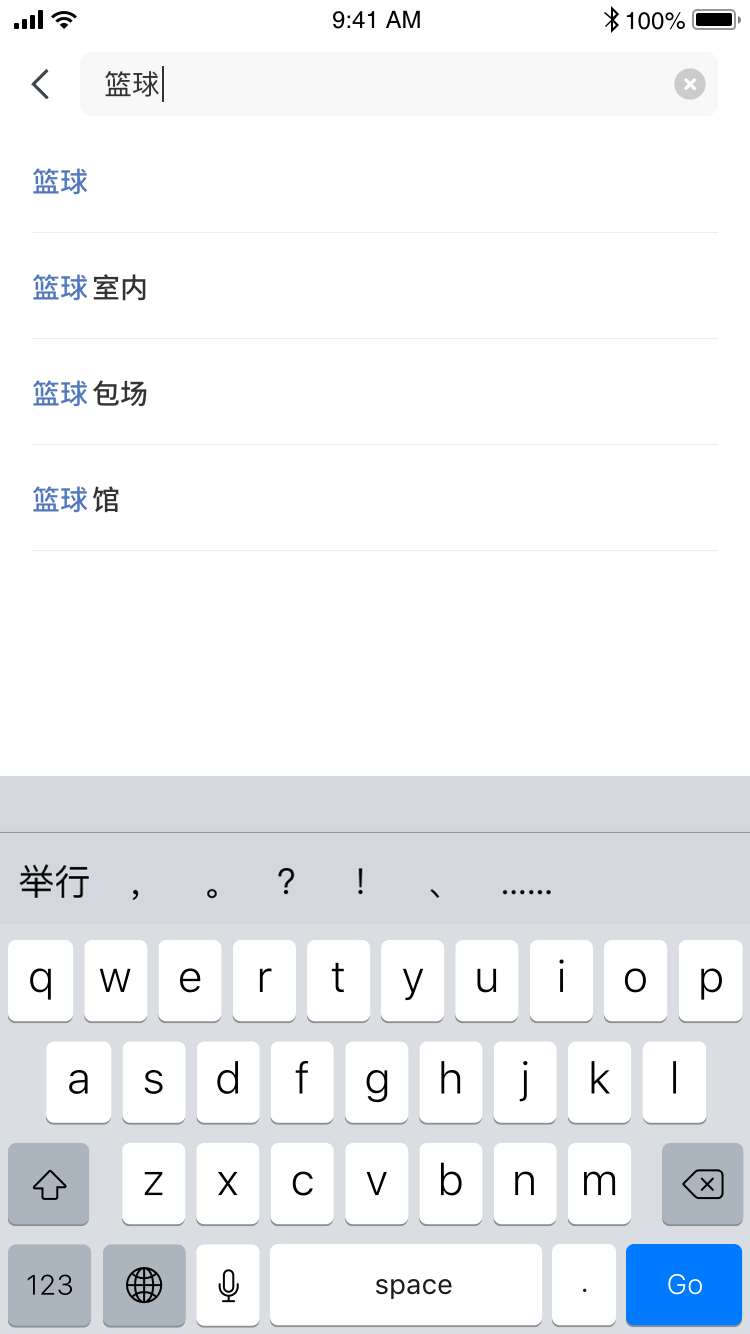 9:41 AM 100%
篮球
篮球
篮球 室内
篮球 包场
篮球 馆
举行 ， 。 ？ ！ 、 ……
q w e r t y u i o p
a s d f g h j k l
z x c v b n m
123 space . Go